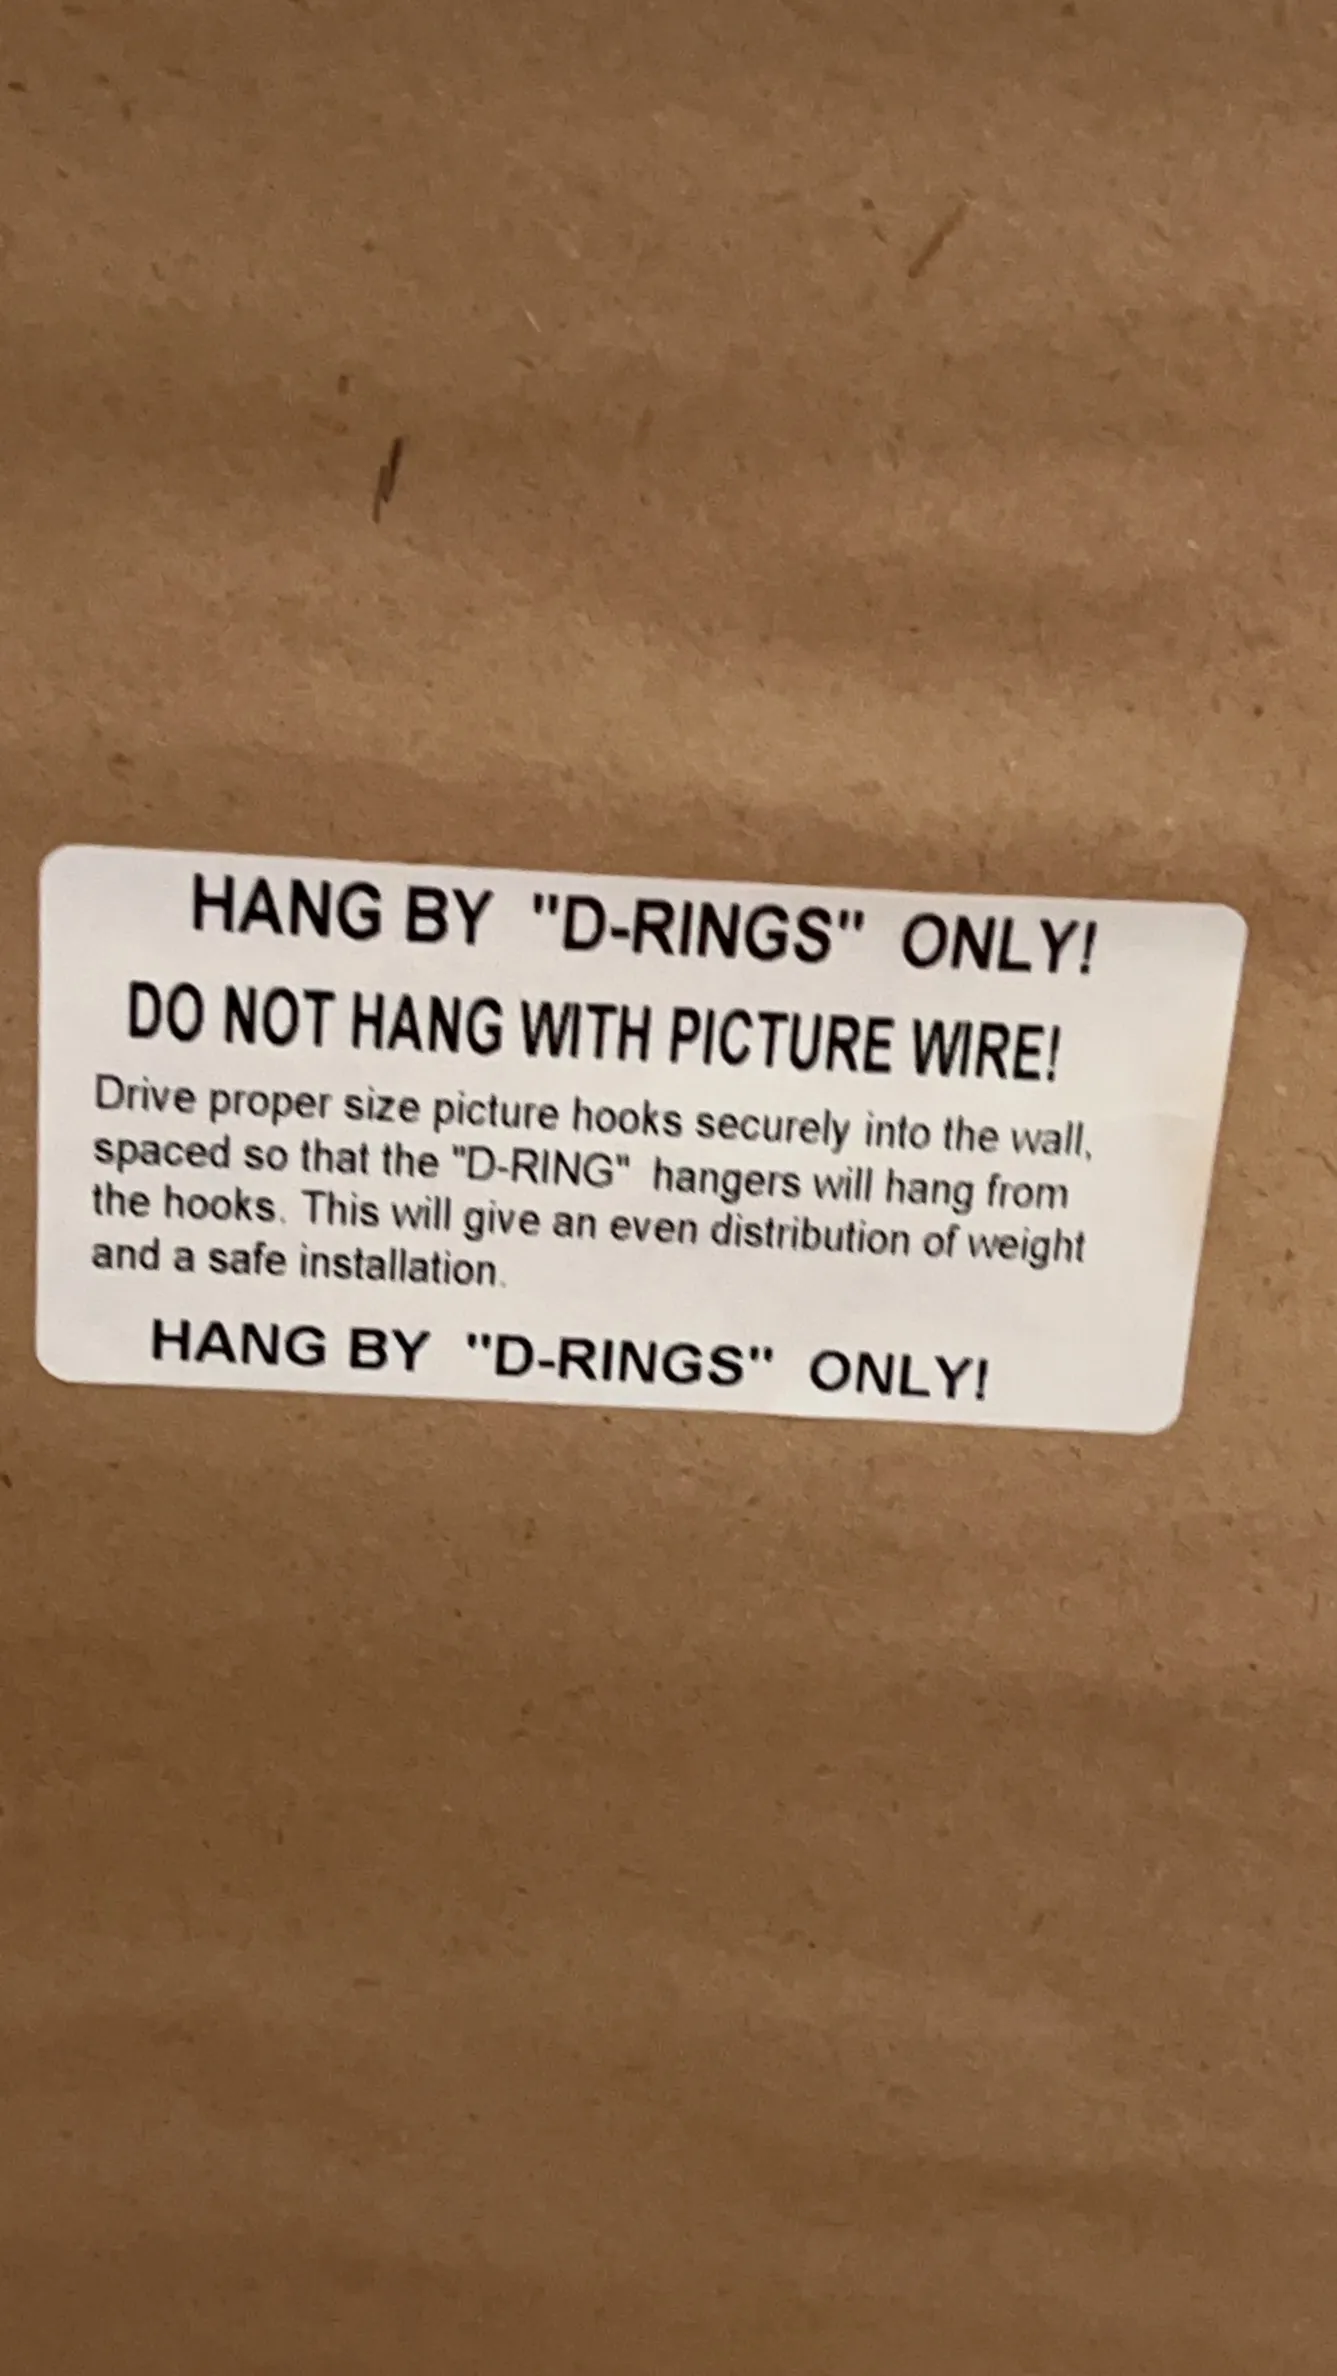 HANG BY "D-RINGS" ONLY!
DO NOT HANG WITH PICTURE WIRE!
Drive proper size picture hooks securely into the wall,
spaced so that the "D-RING" hangers will hang from
the hooks. This will give an even distribution of weight
and a safe installation.
HANG BY "D-RINGS" ONLY!